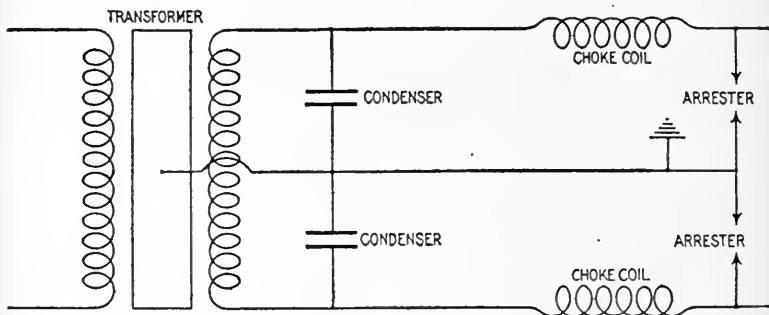 TRANSFORMER
CHOKE COIL
CONDENSER
ARRESTER
CONDENSER
ARRESTER
CHOKE COIL